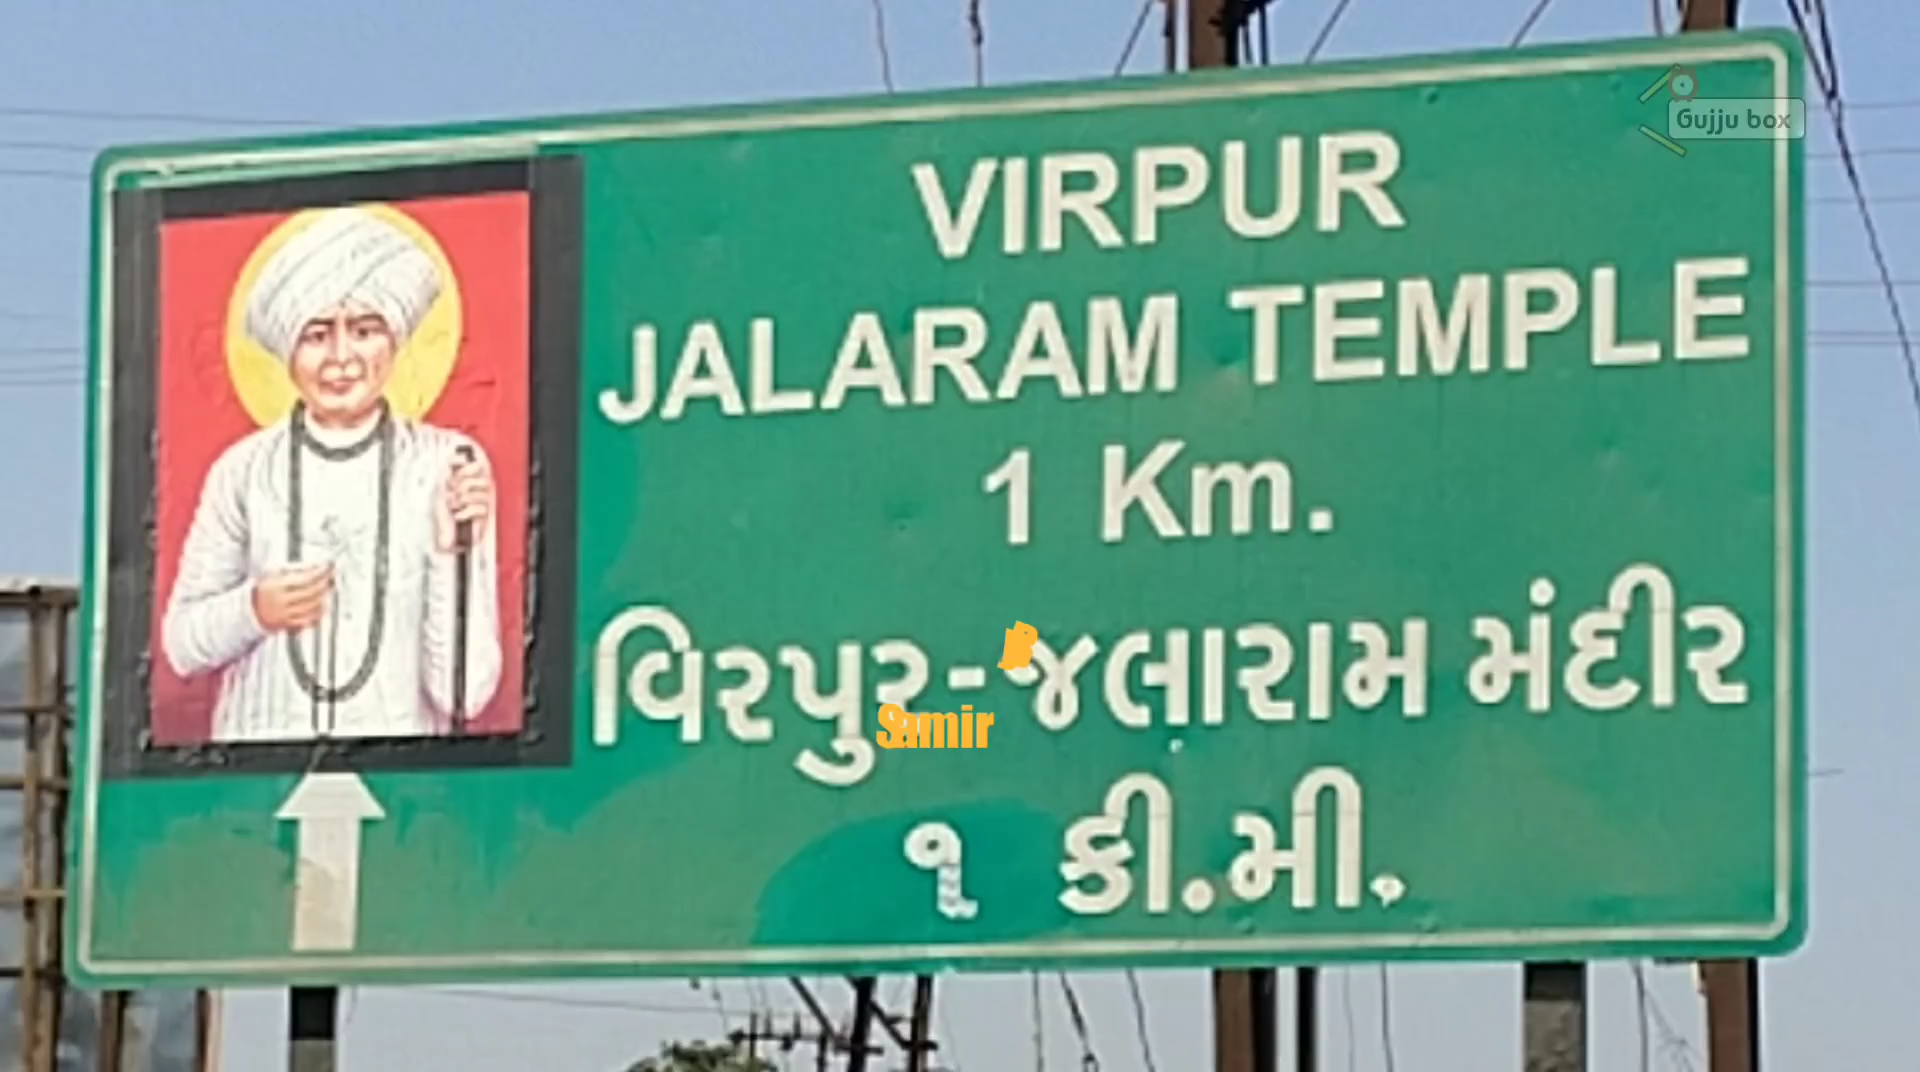 Gujju box
VIRPUR
JALARAM TEMPLE
1 Km.
વિરપુર-જલારામ મંદીર
Samir
૧ કી.મી.